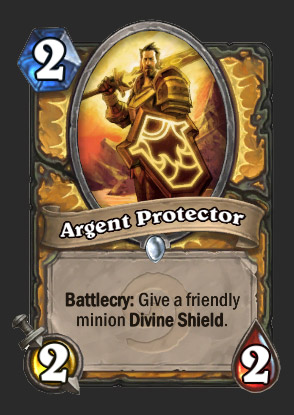 2
Argent Protector
Battlecry: Give a friendly
minion Divine Shield.
2 2